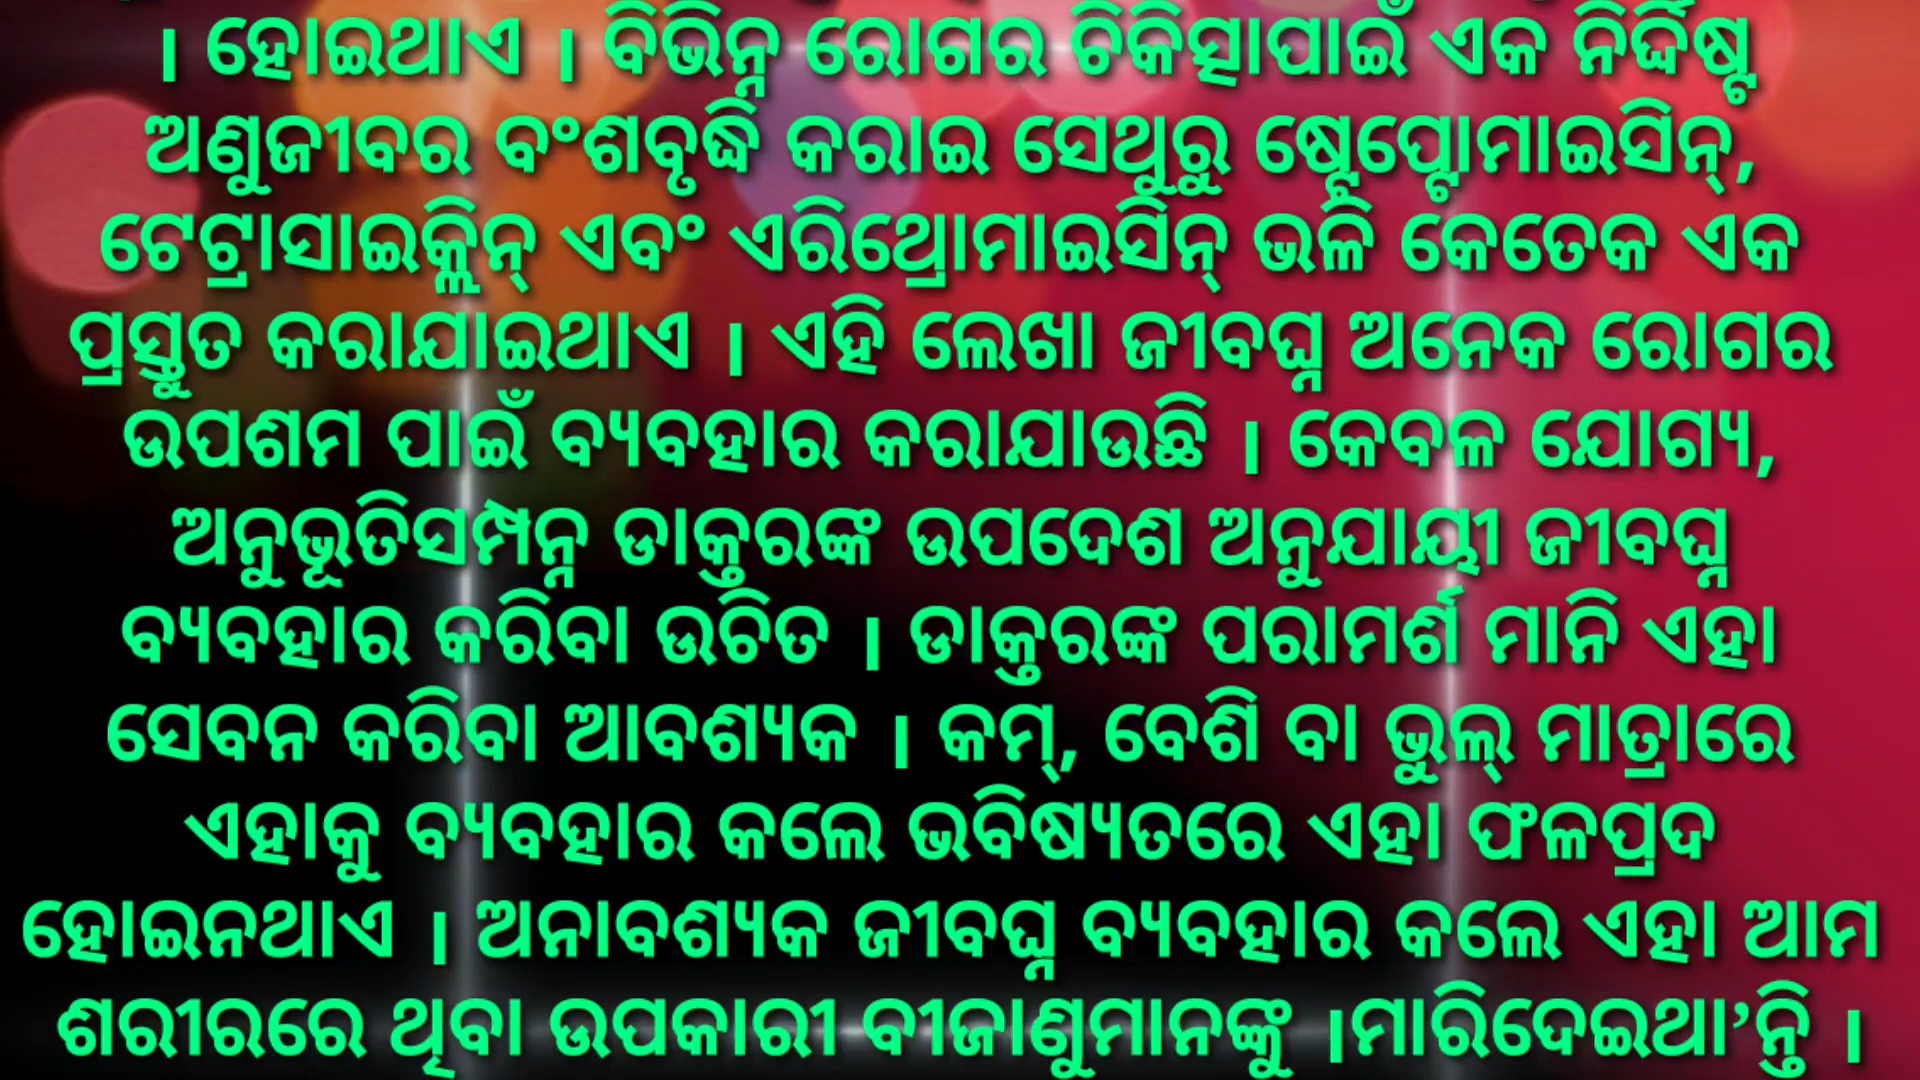 । ହୋଇଥାଏ । ବିଭିନ୍ନ ରୋଗର ଚିକିତ୍ସାପାଇଁ ଏକ ନିର୍ଦ୍ଦିଷ୍ଟ
ଅଣୁଜୀବର ବଂଶବୃଦ୍ଧି କରାଇ ସେଥିରୁ ଷ୍ଟ୍ରେପ୍ଟୋମାଇସିନ୍,
ଟେଟ୍ରାସାଇକ୍ଲିନ୍ ଏବଂ ଏରିଥ୍ରୋମାଇସିନ୍ ଭଳି କେତେକ ଏକ
ପ୍ରସ୍ତୁତ କରାଯାଇଥାଏ । ଏହି ଲେଖା ଜୀବଘ୍ନ ଅନେକ ରୋଗର
ଉପଶମ ପାଇଁ ବ୍ୟବହାର କରାଯାଉଛି । କେବଳ ଯୋଗ୍ୟ,
ଅନୁଭୂତିସମ୍ପନ୍ନ ଡାକ୍ତରଙ୍କ ଉପଦେଶ ଅନୁଯାୟୀ ଜୀବଘ୍ନ
ବ୍ୟବହାର କରିବା ଉଚିତ । ଡାକ୍ତରଙ୍କ ପରାମର୍ଶ ମାନି ଏହା
ସେବନ କରିବା ଆବଶ୍ୟକ । କମ୍, ବେଶି ବା ଭୁଲ୍ ମାତ୍ରାରେ
ଏହାକୁ ବ୍ୟବହାର କଲେ ଭବିଷ୍ୟତରେ ଏହା ଫଳପ୍ରଦ
ହୋଇନଥାଏ । ଅନାବଶ୍ୟକ ଜୀବଘ୍ନ ବ୍ୟବହାର କଲେ ଏହା ଆମ
ଶରୀରରେ ଥିବା ଉପକାରୀ ବୀଜାଣୁମାନଙ୍କୁ ।ମାରିଦେଇଥା’ନ୍ତି ।